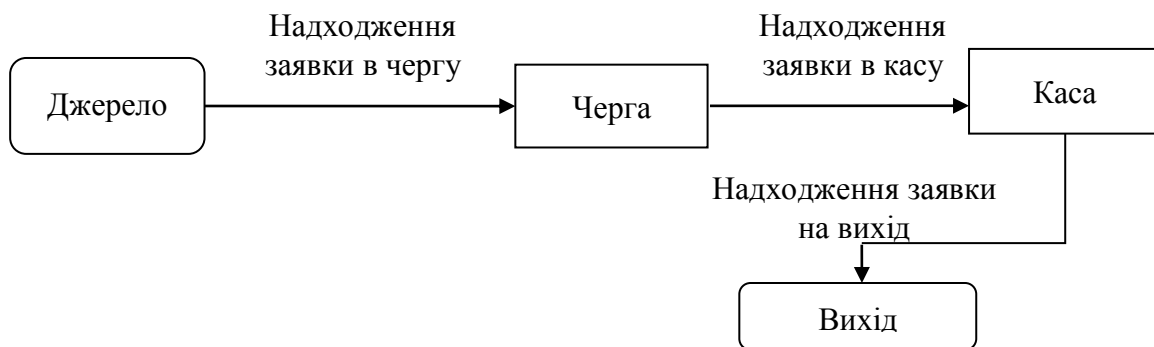 Надходження
заявки в чергу
Надходження
заявки в касу
Джерело
Черга
Каса
Надходження заявки
на вихід
Вихід